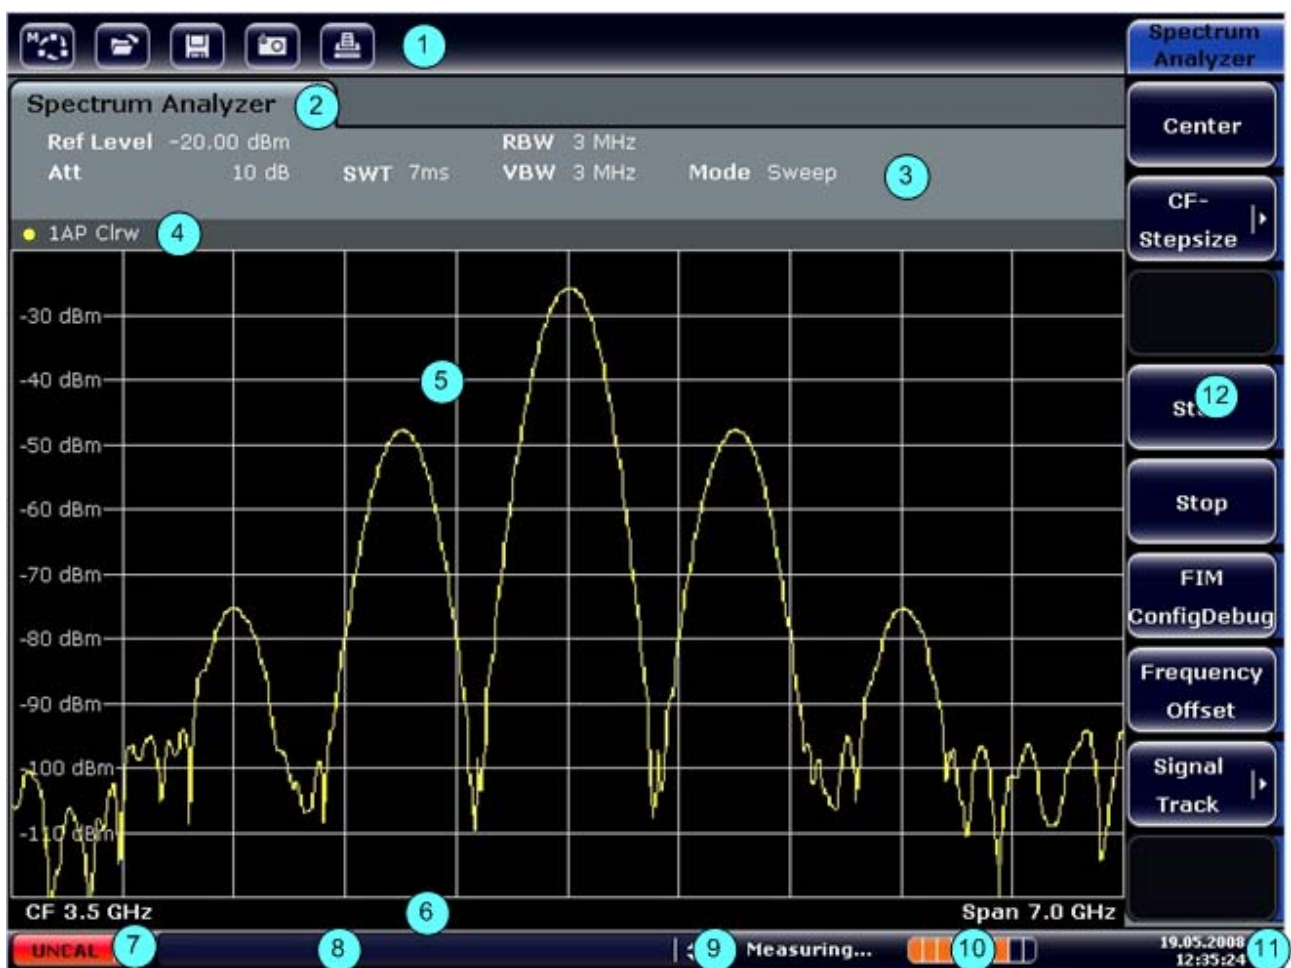 M
1
Spectrum Analyzer 2
Ref Level -20.00 dBm RBW 3 MHz
Att 10 dB SWT 7ms VBW 3 MHz Mode Sweep 3
1AP Clrw 4
-30 dBm
-40 dBm
5
-50 dBm
-60 dBm
-70 dBm
-80 dBm
-90 dBm
-100 dBm
-110 dBm
CF 3.5 GHz 6 Span 7.0 GHz
UNCAL 7 8 9 Measuring... 10 19.05.2008
12:35:24 11
Spectrum
Analyzer
Center
CF-
Stepsize
12
Stop
FIM
ConfigDebug
Frequency
Offset
Signal
Track